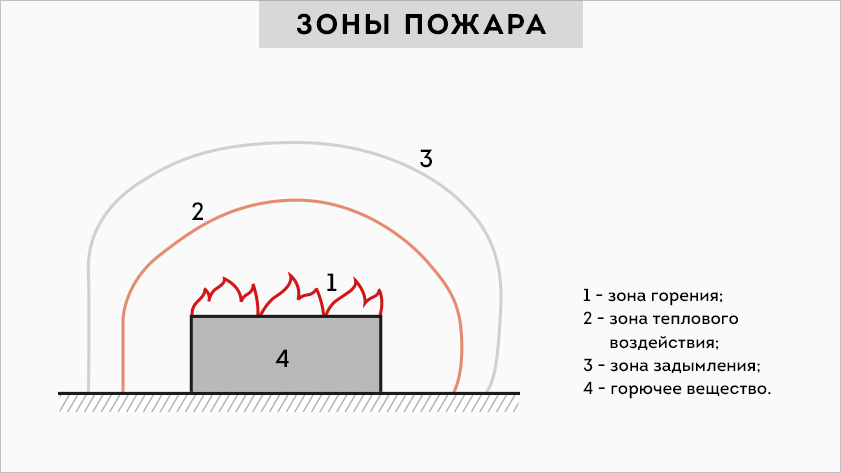 ЗОНЫ ПОЖАРА
3
2
1
4
1 - зона горения;
2 - зона теплового
воздействия;
3 - зона задымления;
4 - горючее вещество.